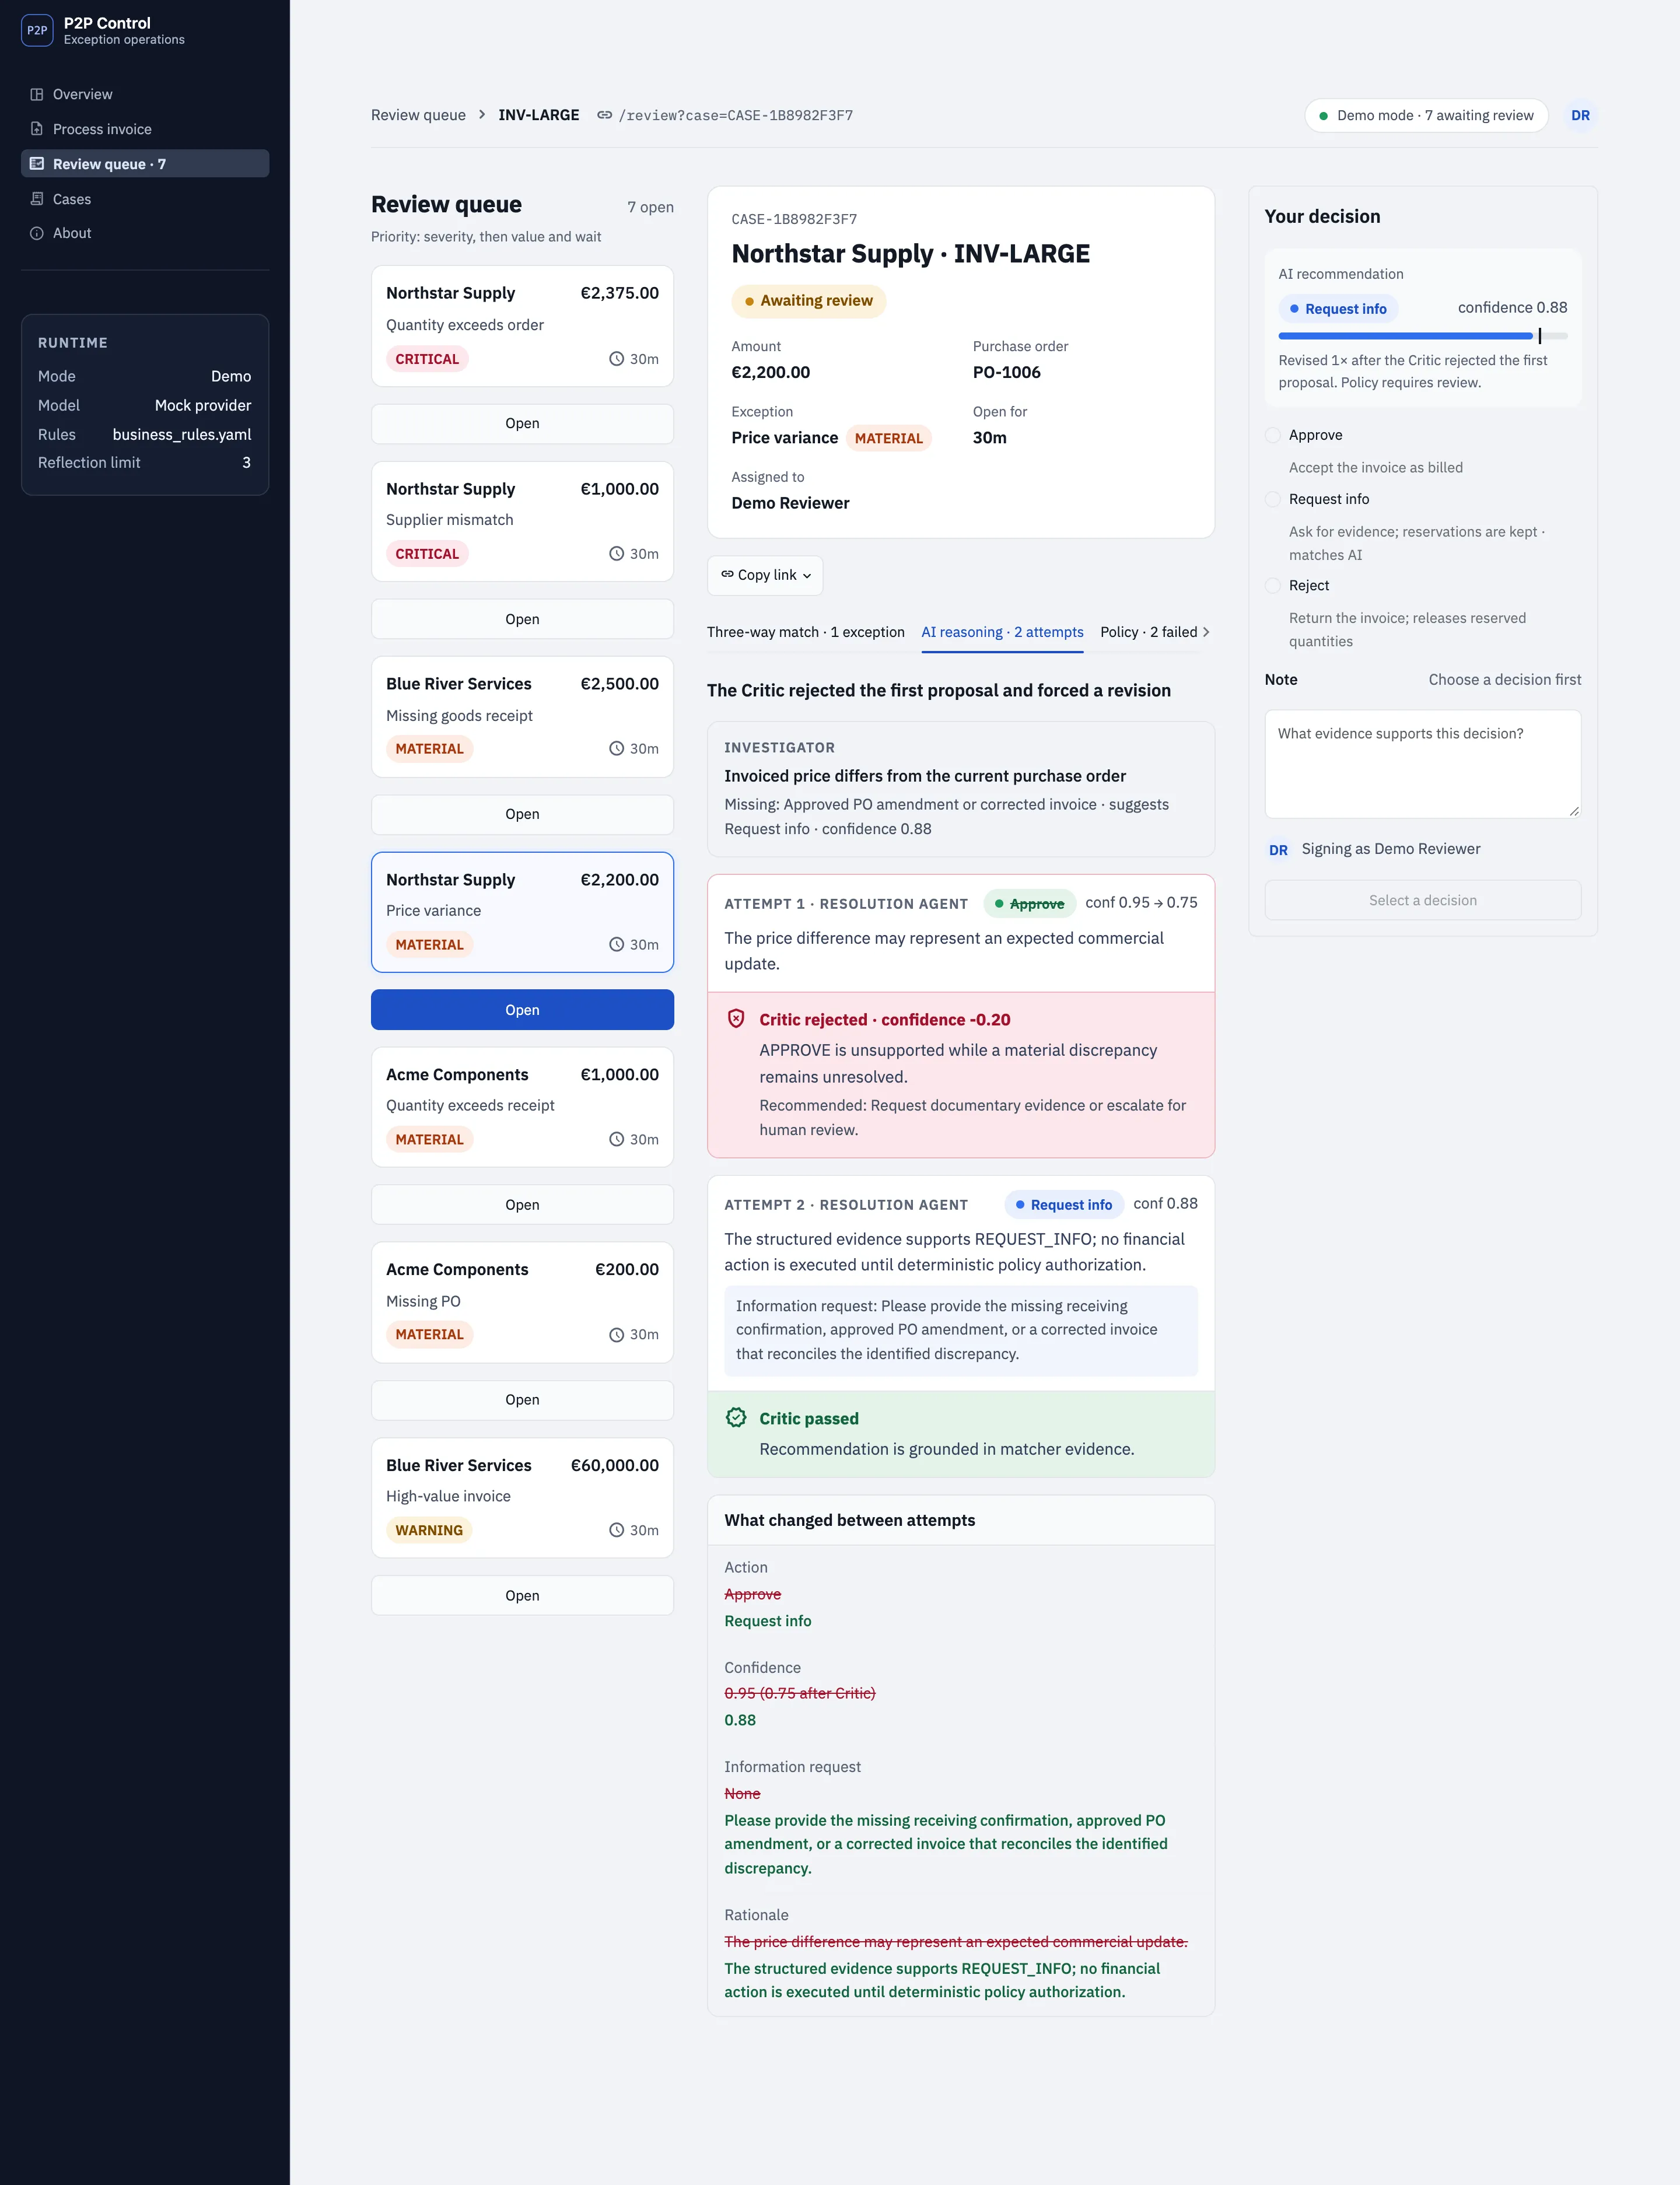 P2P
P2P Control
Exception operations
Overview
Process invoice
Review queue · 7
Cases
About
RUNTIME
Mode Demo
Model Mock provider
Rules business_rules.yaml
Reflection limit 3
Review queue > INV-LARGE /review?case=CASE-1B8982F3F7
Demo mode · 7 awaiting review DR
Review queue 7 open
Priority: severity, then value and wait
Northstar Supply €2,375.00
Quantity exceeds order
CRITICAL 30m
Open
Northstar Supply €1,000.00
Supplier mismatch
CRITICAL 30m
Open
Blue River Services €2,500.00
Missing goods receipt
MATERIAL 30m
Open
Northstar Supply €2,200.00
Price variance
MATERIAL 30m
Open
Acme Components €1,000.00
Quantity exceeds receipt
MATERIAL 30m
Open
Acme Components €200.00
Missing PO
MATERIAL 30m
Open
Blue River Services €60,000.00
High-value invoice
WARNING 30m
Open
CASE-1B8982F3F7
Northstar Supply · INV-LARGE
Awaiting review
Amount Purchase order
€2,200.00 PO-1006
Exception Open for
Price variance MATERIAL 30m
Assigned to
Demo Reviewer
Copy link
Three-way match · 1 exception AI reasoning · 2 attempts Policy · 2 failed
The Critic rejected the first proposal and forced a revision
INVESTIGATOR
Invoiced price differs from the current purchase order
Missing: Approved PO amendment or corrected invoice · suggests
Request info · confidence 0.88
ATTEMPT 1 · RESOLUTION AGENT Approve conf 0.95 → 0.75
The price difference may represent an expected commercial
update.
Critic rejected · confidence -0.20
APPROVE is unsupported while a material discrepancy
remains unresolved.
Recommended: Request documentary evidence or escalate for
human review.
ATTEMPT 2 · RESOLUTION AGENT Request info conf 0.88
The structured evidence supports REQUEST_INFO; no financial
action is executed until deterministic policy authorization.
Information request: Please provide the missing receiving
confirmation, approved PO amendment, or a corrected invoice
that reconciles the identified discrepancy.
Critic passed
Recommendation is grounded in matcher evidence.
What changed between attempts
Action
Approve
Request info
Confidence
0.95 (0.75 after Critic)
0.88
Information request
None
Please provide the missing receiving confirmation, approved PO
amendment, or a corrected invoice that reconciles the identified
discrepancy.
Rationale
The price difference may represent an expected commercial update.
The structured evidence supports REQUEST_INFO; no financial
action is executed until deterministic policy authorization.
Your decision
AI recommendation
Request info confidence 0.88
Revised 1× after the Critic rejected the first
proposal. Policy requires review.
Approve
Accept the invoice as billed
Request info
Ask for evidence; reservations are kept ·
matches AI
Reject
Return the invoice; releases reserved
quantities
Note Choose a decision first
What evidence supports this decision?
DR Signing as Demo Reviewer
Select a decision